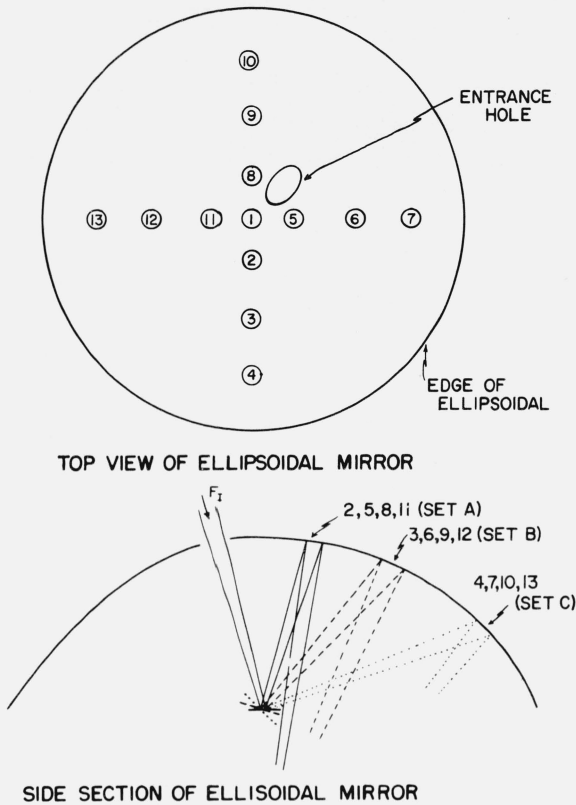 10
9
ENTRANCE
HOLE
8
13 12 11 1 5 6 7
2
3
4
EDGE OF
ELLIPSOIDAL
TOP VIEW OF ELLIPSOIDAL MIRROR
F_I
2,5,8,11 (SET A)
3,6,9,12 (SET B)
4,7,10,13
(SET C)
SIDE SECTION OF ELLISOIDAL MIRROR